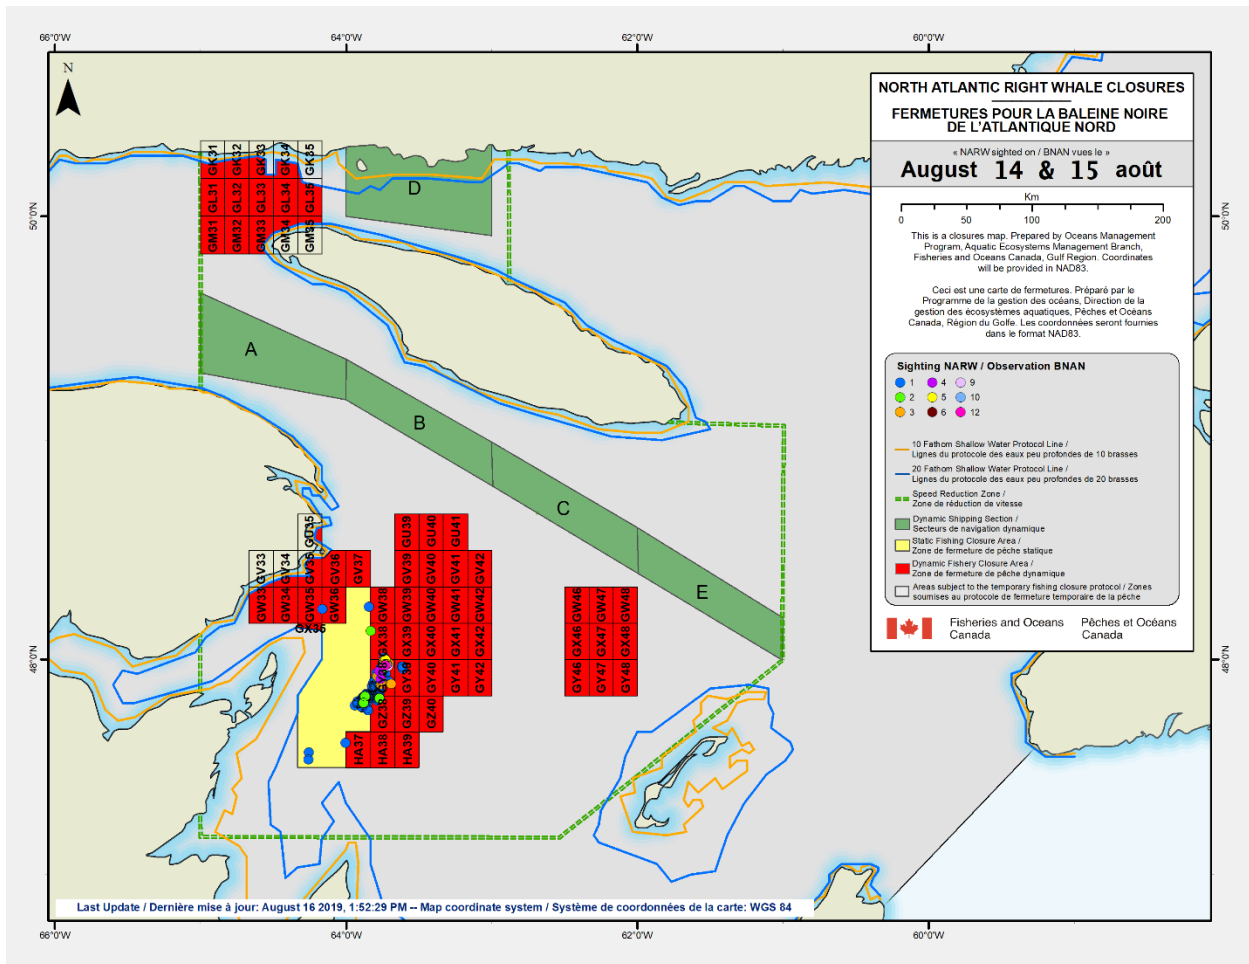 66°0'W
64°0'W
62°0'W
60°0'W
N
NORTH ATLANTIC RIGHT WHALE CLOSURES
FERMETURES POUR LA BALEINE NOIRE
DE L'ATLANTIQUE NORD
« NARW sighted on / BNAN vues le »
August 14 & 15 août
Km
0 50 100 150 200
This is a closures map. Prepared by Oceans Management
Program, Aquatic Ecosystems Management Branch,
Fisheries and Oceans Canada, Gulf Region. Coordinates
will be provided in NAD83.
Ceci est une carte de fermetures. Préparé par le
Programme de la gestion des océans, Direction de la
gestion des écosystèmes aquatiques, Pêches et Océans
Canada, Région du Golfe. Les coordonnées seront fournies
dans le format NAD83.
Sighting NARW / Observation BNAN
1 4 9
2 5 10
3 6 12
10 Fathom Shallow Water Protocol Line /
Lignes du protocole des eaux peu profondes de 10 brasses
20 Fathom Shallow Water Protocol Line /
Lignes du protocole des eaux peu profondes de 20 brasses
Speed Reduction Zone /
Zone de réduction de vitesse
Dynamic Shipping Section /
Secteurs de navigation dynamique
Static Fishing Closure Area /
Zone de fermeture de pêche statique
Dynamic Fishery Closure Area /
Zone de fermeture de pêche dynamique
Areas subject to the temporary fishing closure protocol / Zones
soumises au protocole de fermeture temporaire de la pêche
Fisheries and Oceans
Canada
Pêches et Océans
Canada
50°0'N
50°0'N
48°0'N
48°0'N
GK31 GK32 GK33 GK34 GK35
GL31 GL32 GL33 GL34 GL35
GM31 GM32 GM33 GM34 GM35
D
A
B
C
E
GU35 GU39 GU40 GU41
GV33 GV34 GV35 GV36 GV37 GV39 GV40 GV41 GV42
GW33 GW34 GW35 GW36 GW38 GW39 GW40 GW41 GW42 GW46 GW47 GW48
GX35 GX38 GX39 GX40 GX41 GX42 GX46 GX47 GX48
GY38 GY39 GY40 GY41 GY42 GY46 GY47 GY48
GZ38 GZ39 GZ40
HA37 HA38 HA39
Last Update / Dernière mise à jour: August 16 2019, 1:52:29 PM -- Map coordinate system / Système de coordonnées de la carte: WGS 84
66°0'W
64°0'W
62°0'W
60°0'W